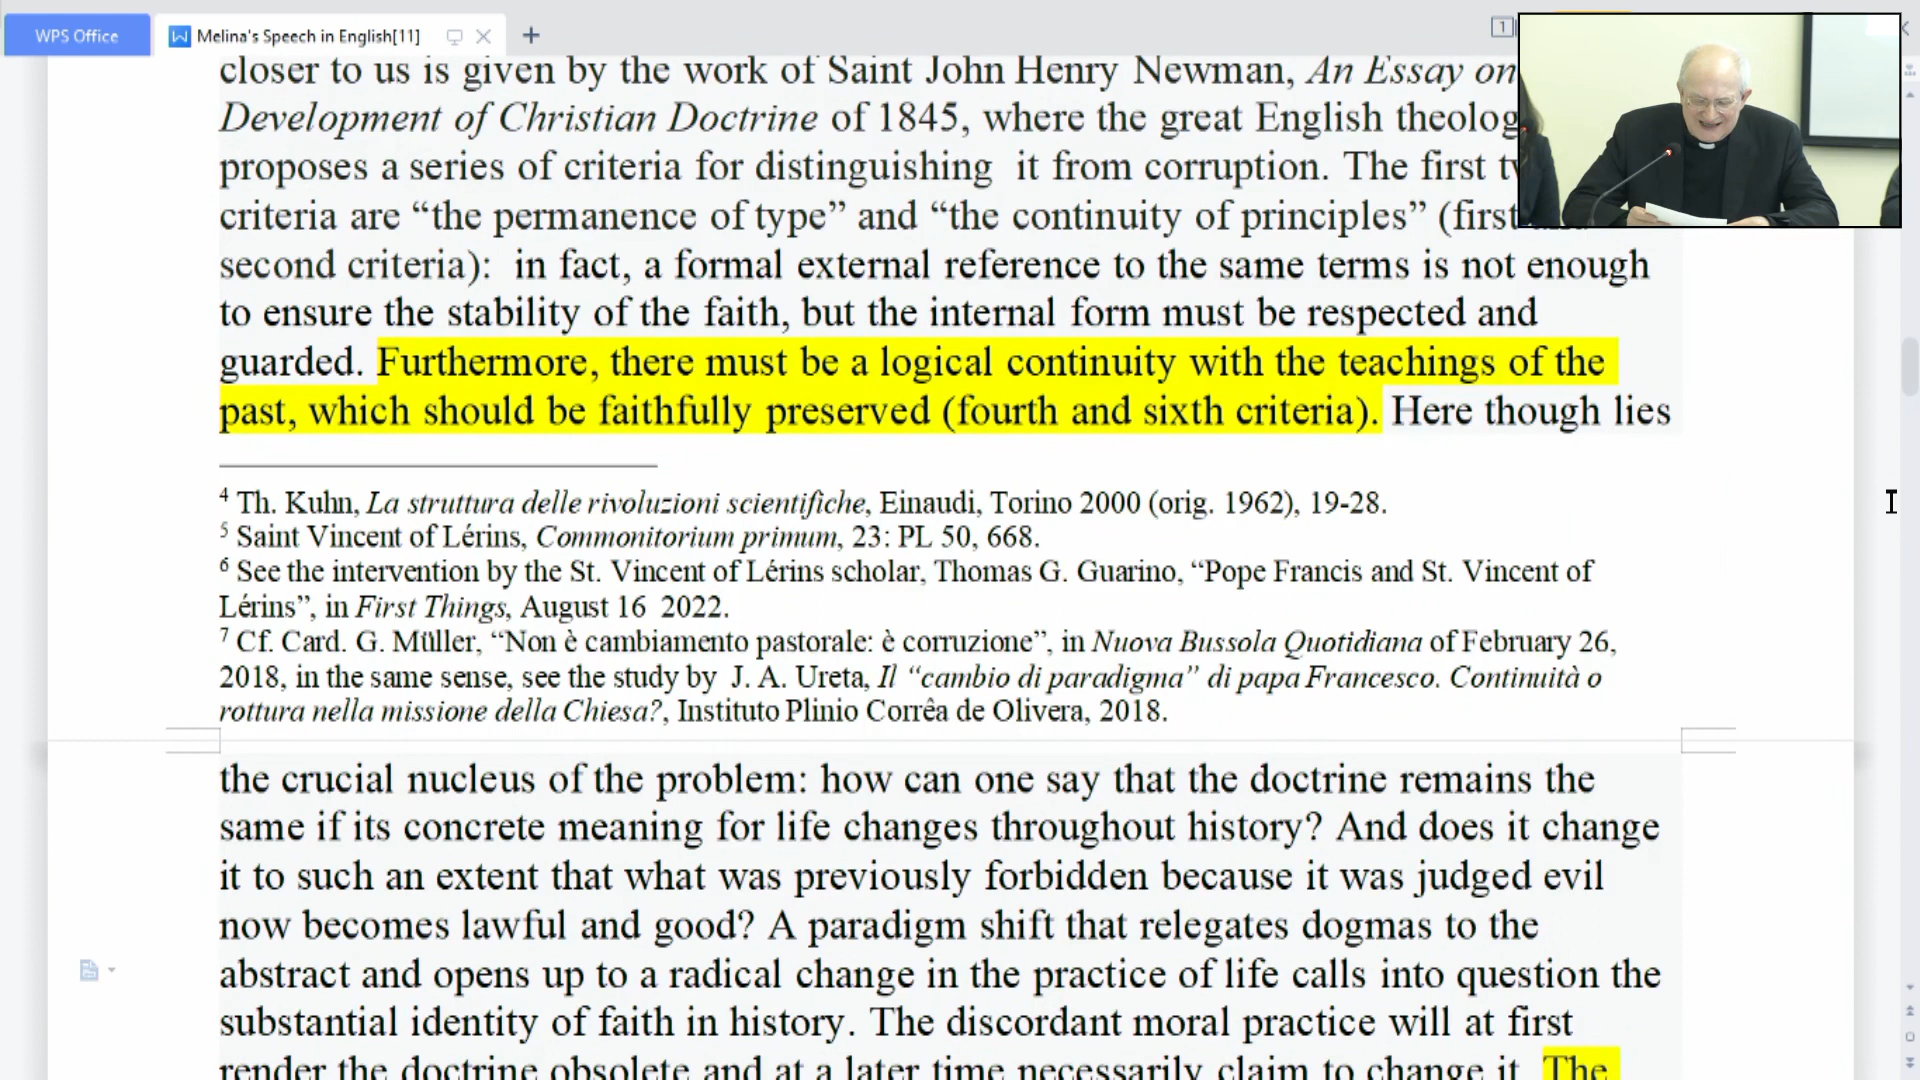 WPS Office
Melina's Speech in English[11]
1
closer to us is given by the work of Saint John Henry Newman, An Essay on
Development of Christian Doctrine of 1845, where the great English
proposes a series of criteria for distinguishing it from corruption. The first
criteria are “the permanence of type” and “the continuity of principles” (first
second criteria): in fact, a formal external reference to the same terms is not enough
to ensure the stability of the faith, but the internal form must be respected and
guarded. Furthermore, there must be a logical continuity with the teachings of the
past, which should be faithfully preserved (fourth and sixth criteria). Here though lies
4 Th. Kuhn, La struttura delle rivoluzioni scientifiche, Einaudi, Torino 2000 (orig. 1962), 19-28.
5 Saint Vincent of Lérins, Commonitorium primum, 23: PL 50, 668.
6 See the intervention by the St. Vincent of Lérins scholar, Thomas G. Guarino, “Pope Francis and St. Vincent of
Lérins”, in First Things, August 16 2022.
7 Cf. Card. G. Müller, “Non è cambiamento pastorale: è corruzione”, in Nuova Bussola Quotidiana of February 26,
2018, in the same sense, see the study by J. A. Ureta, Il “cambio di paradigma” di papa Francesco. Continuità o
rottura nella missione della Chiesa?, Instituto Plinio Corrêa de Olivera, 2018.
the crucial nucleus of the problem: how can one say that the doctrine remains the
same if its concrete meaning for life changes throughout history? And does it change
it to such an extent that what was previously forbidden because it was judged evil
now becomes lawful and good? A paradigm shift that relegates dogmas to the
abstract and opens up to a radical change in the practice of life calls into question the
substantial identity of faith in history. The discordant moral practice will at first
render the doctrine obsolete and at a later time necessarily claim to change it. The